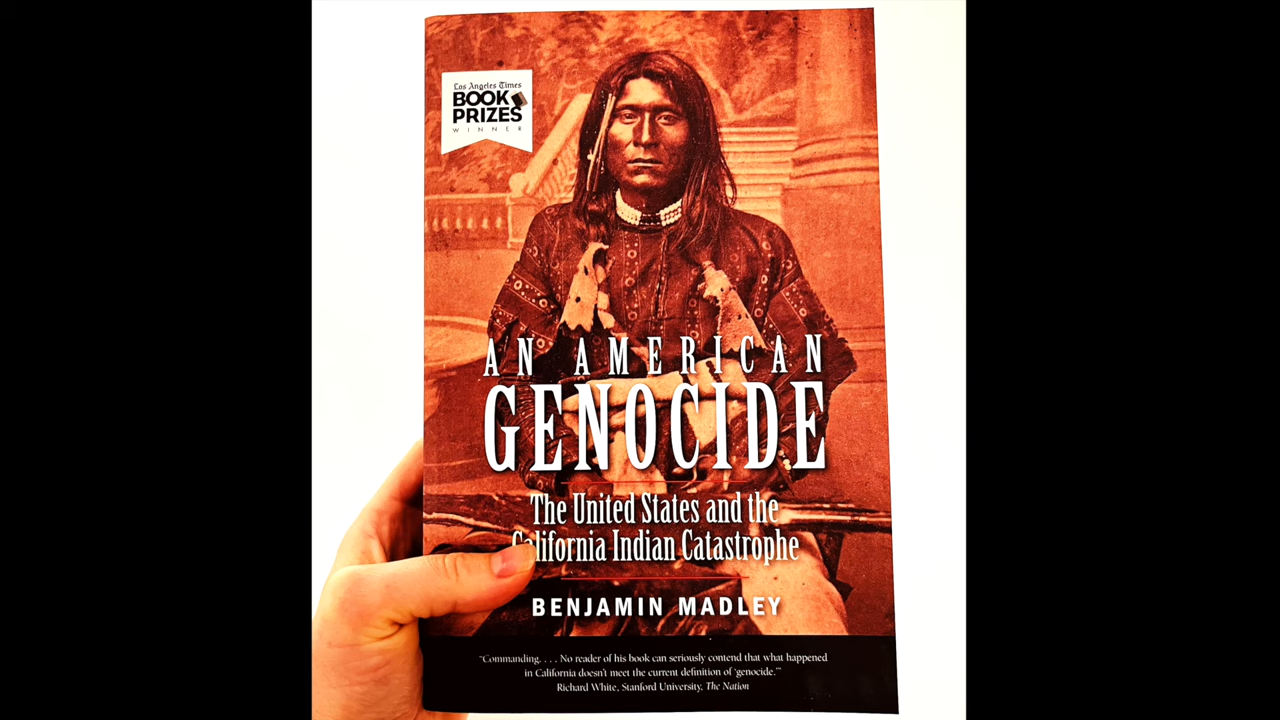 Los Angeles Times
BOOK
PRIZES
WINNER
AN AMERICAN
GENOCIDE
The United States and the
California Indian Catastrophe
BENJAMIN MADLEY
“Commanding. . . . No reader of his book can seriously contend that what happened
in California doesn’t meet the current definition of ‘genocide.’”
Richard White, Stanford University, The Nation